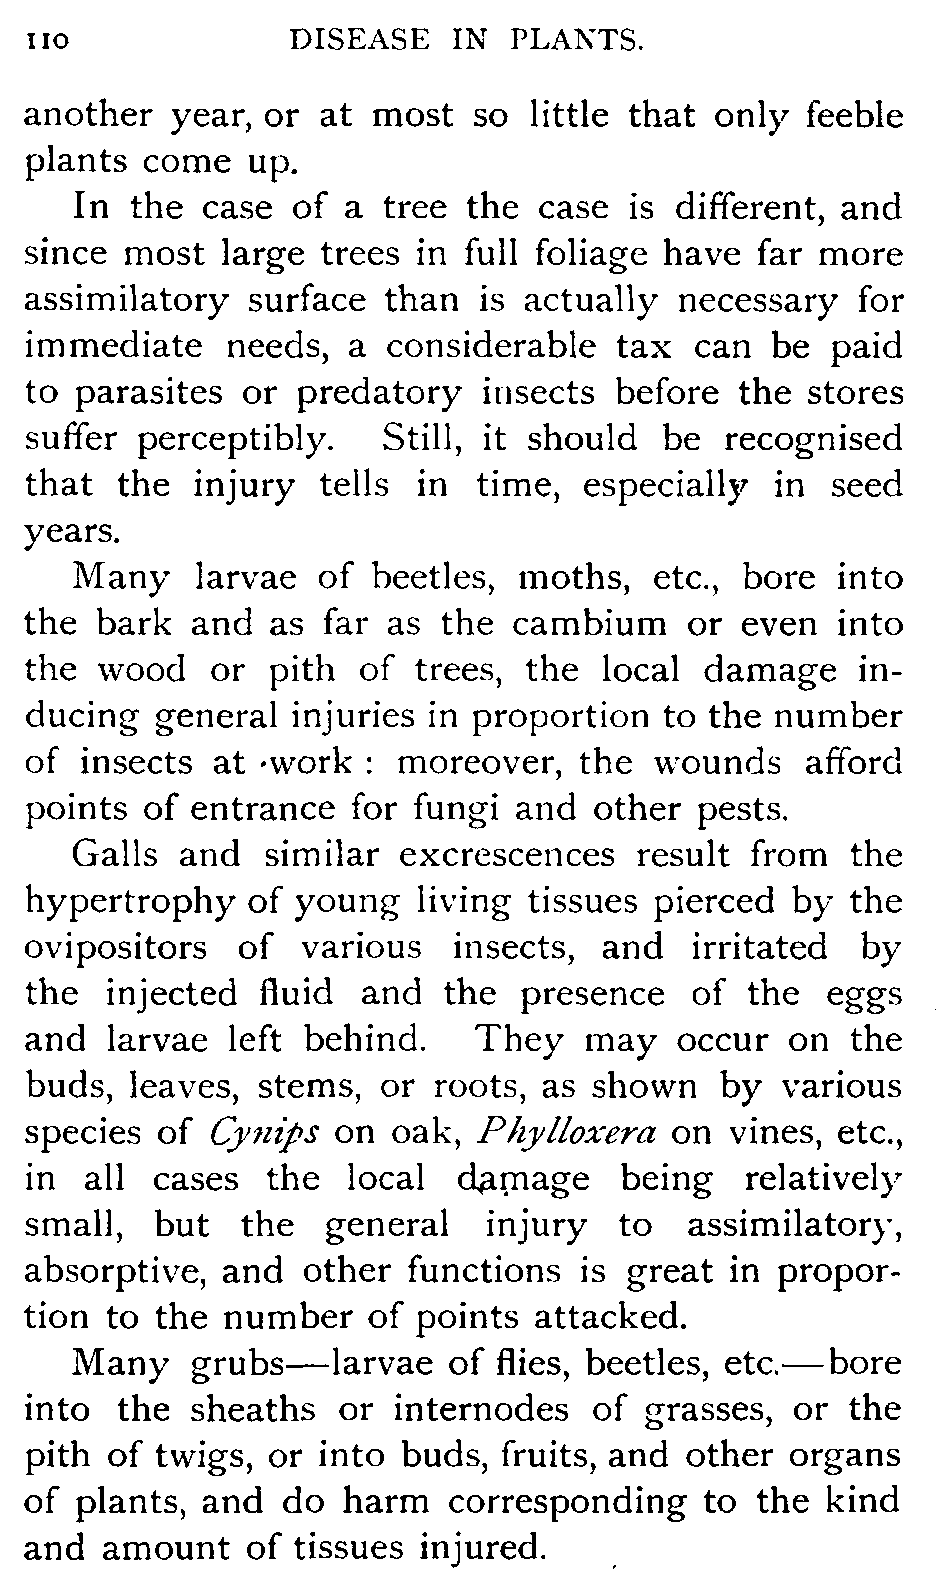 110 DISEASE IN PLANTS.
another year, or at most so little that only feeble
plants come up.
In the case of a tree the case is different, and
since most large trees in full foliage have far more
assimilatory surface than is actually necessary for
immediate needs, a considerable tax can be paid
to parasites or predatory insects before the stores
suffer perceptibly. Still, it should be recognised
that the injury tells in time, especially in seed
years.
Many larvae of beetles, moths, etc., bore into
the bark and as far as the cambium or even into
the wood or pith of trees, the local damage in-
ducing general injuries in proportion to the number
of insects at work : moreover, the wounds afford
points of entrance for fungi and other pests.
Galls and similar excrescences result from the
hypertrophy of young living tissues pierced by the
ovipositors of various insects, and irritated by
the injected fluid and the presence of the eggs
and larvae left behind. They may occur on the
buds, leaves, stems, or roots, as shown by various
species of Cynips on oak, Phylloxera on vines, etc.,
in all cases the local damage being relatively
small, but the general injury to assimilatory,
absorptive, and other functions is great in propor-
tion to the number of points attacked.
Many grubs—larvae of flies, beetles, etc.—bore
into the sheaths or internodes of grasses, or the
pith of twigs, or into buds, fruits, and other organs
of plants, and do harm corresponding to the kind
and amount of tissues injured.